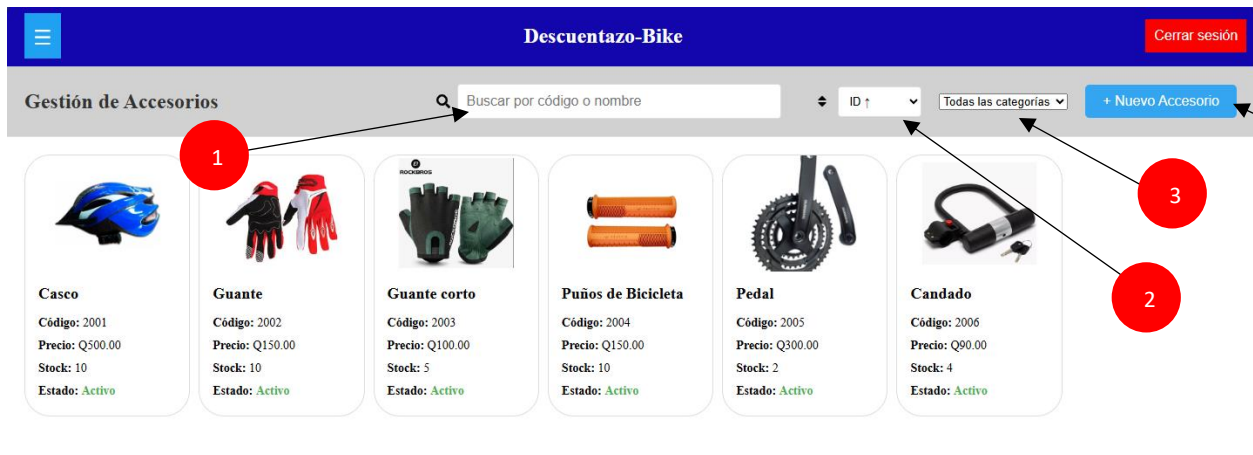 ☰
Descuentazo-Bike
Cerrar sesión
Gestión de Accesorios
Buscar por código o nombre
ID ↑
Todas las categorías
+ Nuevo Accesorio
1
3
2
ROCKBROS
Casco
Código: 2001
Precio: Q500.00
Stock: 10
Estado: Activo
Guante
Código: 2002
Precio: Q150.00
Stock: 10
Estado: Activo
Guante corto
Código: 2003
Precio: Q100.00
Stock: 5
Estado: Activo
Puños de Bicicleta
Código: 2004
Precio: Q150.00
Stock: 10
Estado: Activo
Pedal
Código: 2005
Precio: Q300.00
Stock: 2
Estado: Activo
Candado
Código: 2006
Precio: Q90.00
Stock: 4
Estado: Activo